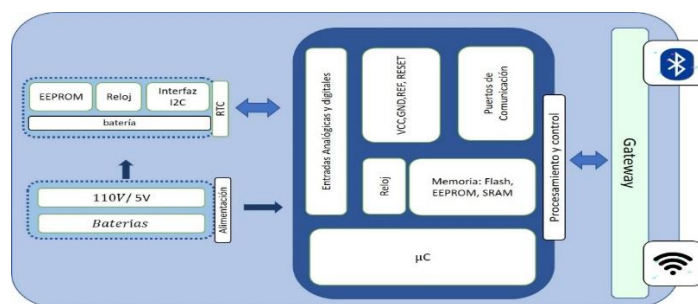 EEPROM
Reloj
Interfaz
I2C
batería
RTC
110V/ 5V
Baterías
Alimentación
Entradas Analógicas y digitales
VCC,GND,REF, RESET
Puertos de
Comunicación
Reloj
Memoria: Flash,
EEPROM, SRAM
µC
Procesamiento y control
Gateway